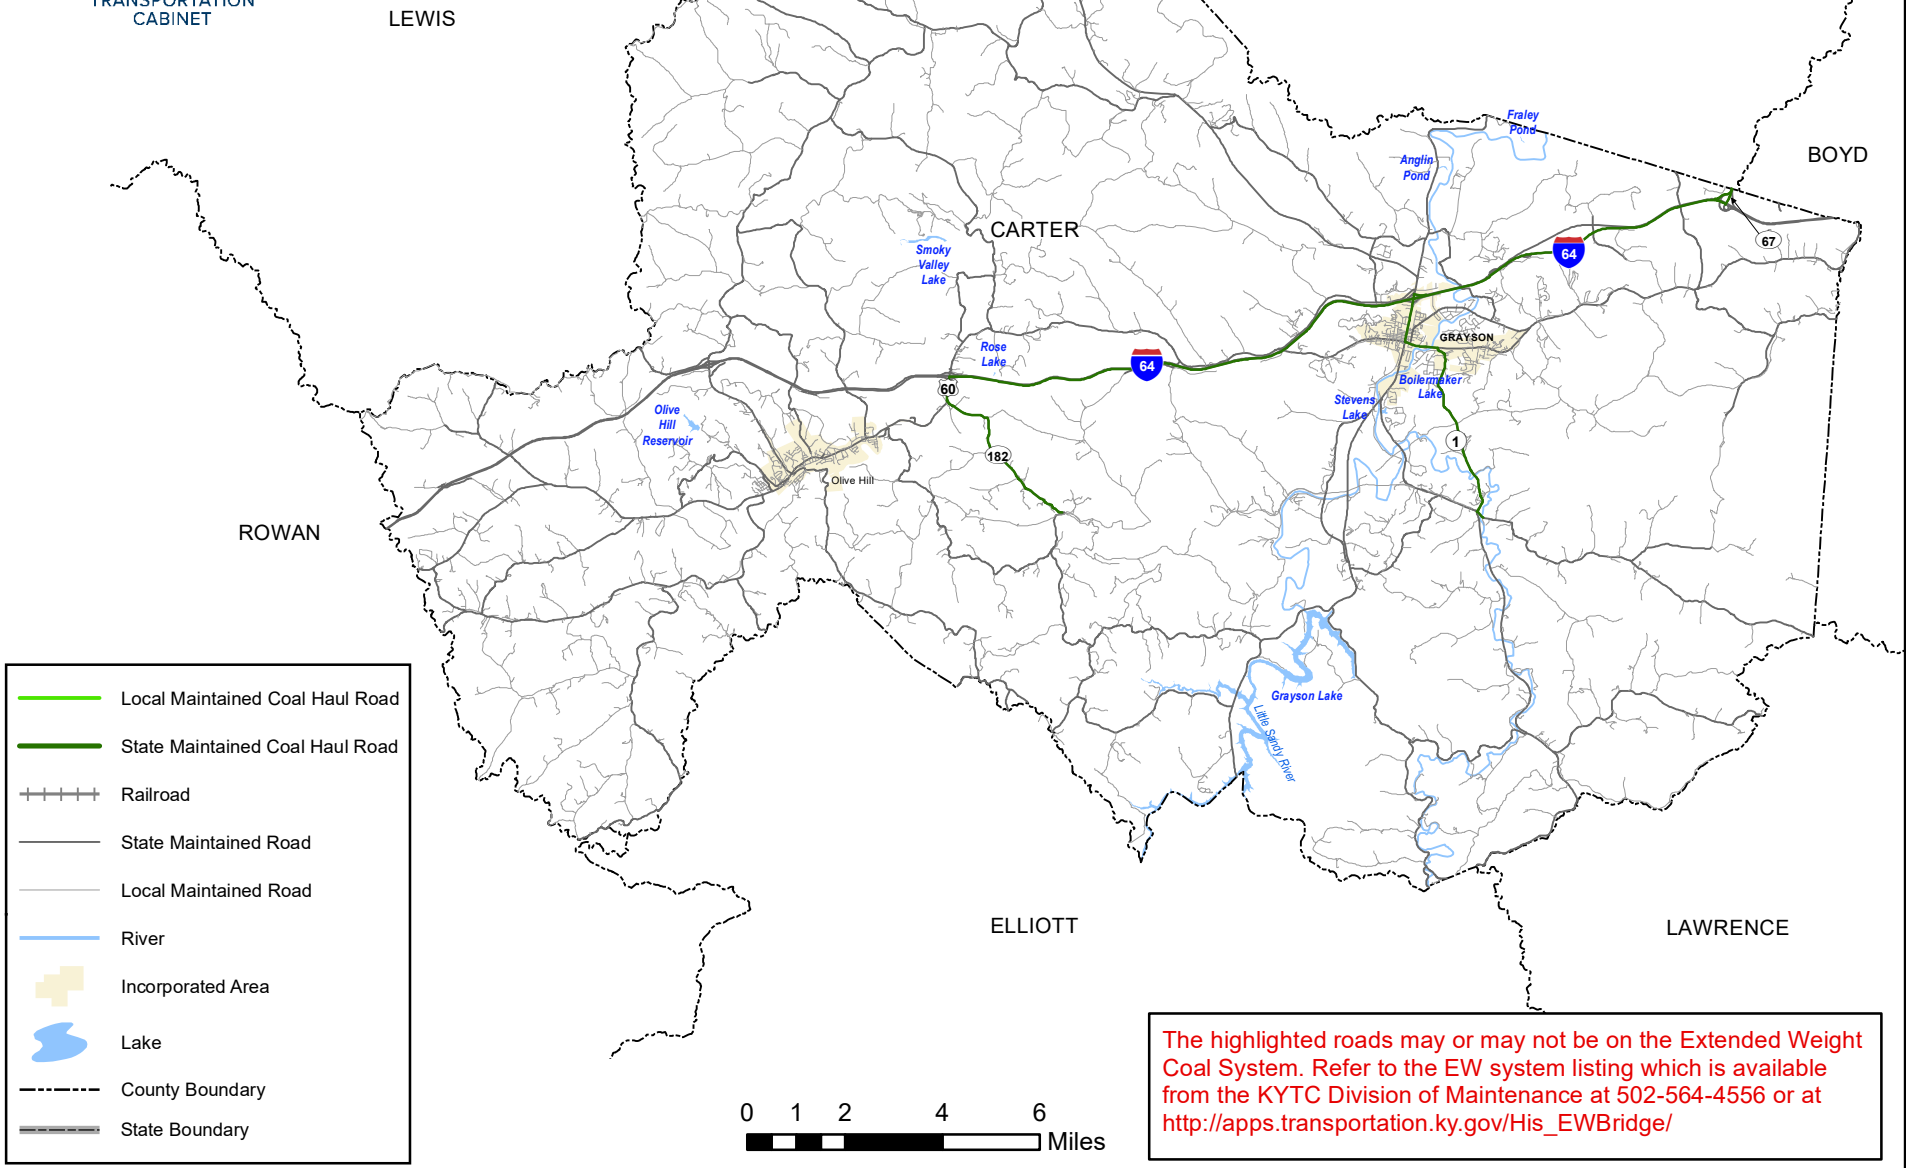 TRANSPORTATION
CABINET
LEWIS
Fraley
Pond
BOYD
Anglin
Pond
CARTER
67
Smoky
Valley
Lake
64
GRAYSON
Rose
Lake
64
60
Boilermaker
Lake
Stevens
Lake
Olive
Hill
Reservoir
1
182
Olive Hill
ROWAN
Grayson Lake
Little Sandy River
Local Maintained Coal Haul Road
State Maintained Coal Haul Road
Railroad
State Maintained Road
Local Maintained Road
River
Incorporated Area
Lake
County Boundary
State Boundary
ELLIOTT
LAWRENCE
0 1 2 4 6
Miles
The highlighted roads may or may not be on the Extended Weight
Coal System. Refer to the EW system listing which is available
from the KYTC Division of Maintenance at 502-564-4556 or at
http://apps.transportation.ky.gov/His_EWBridge/